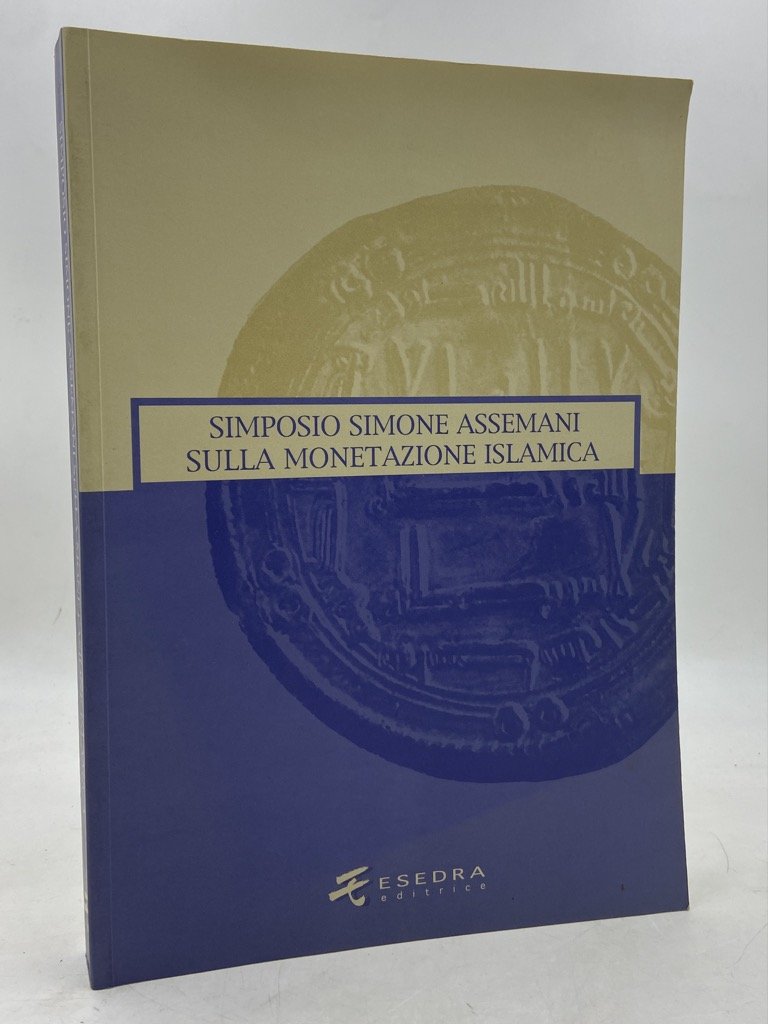 SIMPOSIO SIMONE ASSEMANI
SULLA MONETAZIONE ISLAMICA
ESEDRA
editrice